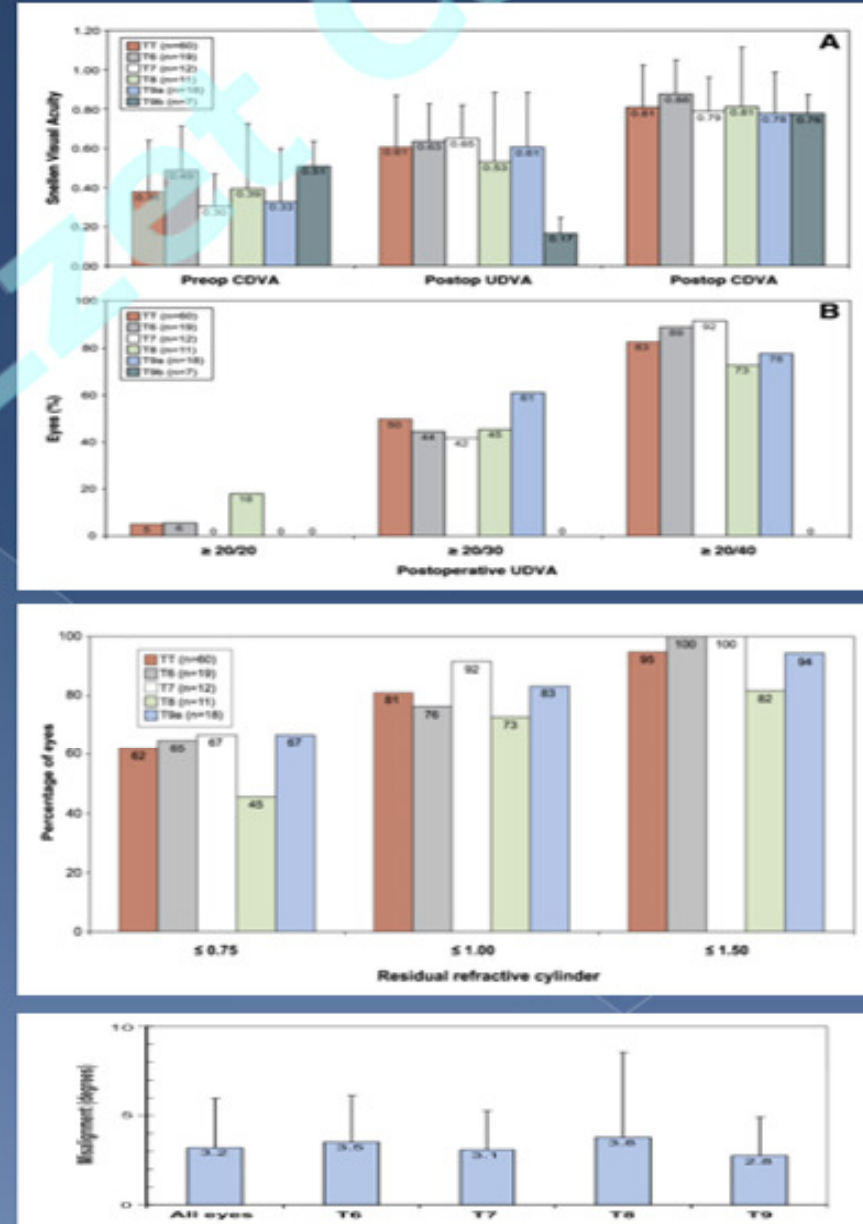 A
1.20
1.00
0.80
0.60
0.40
0.20
0.00
Snellen Visual Acuity
TT (n=60)
T6 (n=19)
T7 (n=12)
T8 (n=11)
T9a (n=18)
T9b (n=7)
0.49
0.30
0.39
0.33
0.51
0.61
0.63
0.65
0.53
0.61
0.17
0.81
0.88
0.79
0.81
0.78
0.78
Preop CDVA
Postop UDVA
Postop CDVA
B
100
80
60
40
20
0
Eyes (%)
TT (n=60)
T6 (n=19)
T7 (n=12)
T8 (n=11)
T9a (n=18)
T9b (n=7)
5 6 0 18 0 0
50 44 42 45 61 0
83 89 92 73 78 0
≥ 20/20
≥ 20/30
≥ 20/40
Postoperative UDVA
100
80
60
40
20
0
Percentage of eyes
TT (n=60)
T6 (n=19)
T7 (n=12)
T8 (n=11)
T9a (n=18)
62 65 67 45 67
81 76 92 73 83
95 100 100 82 94
≤ 0.75
≤ 1.00
≤ 1.50
Residual refractive cylinder
10
5
0
Misalignment (degrees)
3.2 3.5 3.1 3.8 2.8
All eyes T6 T7 T8 T9